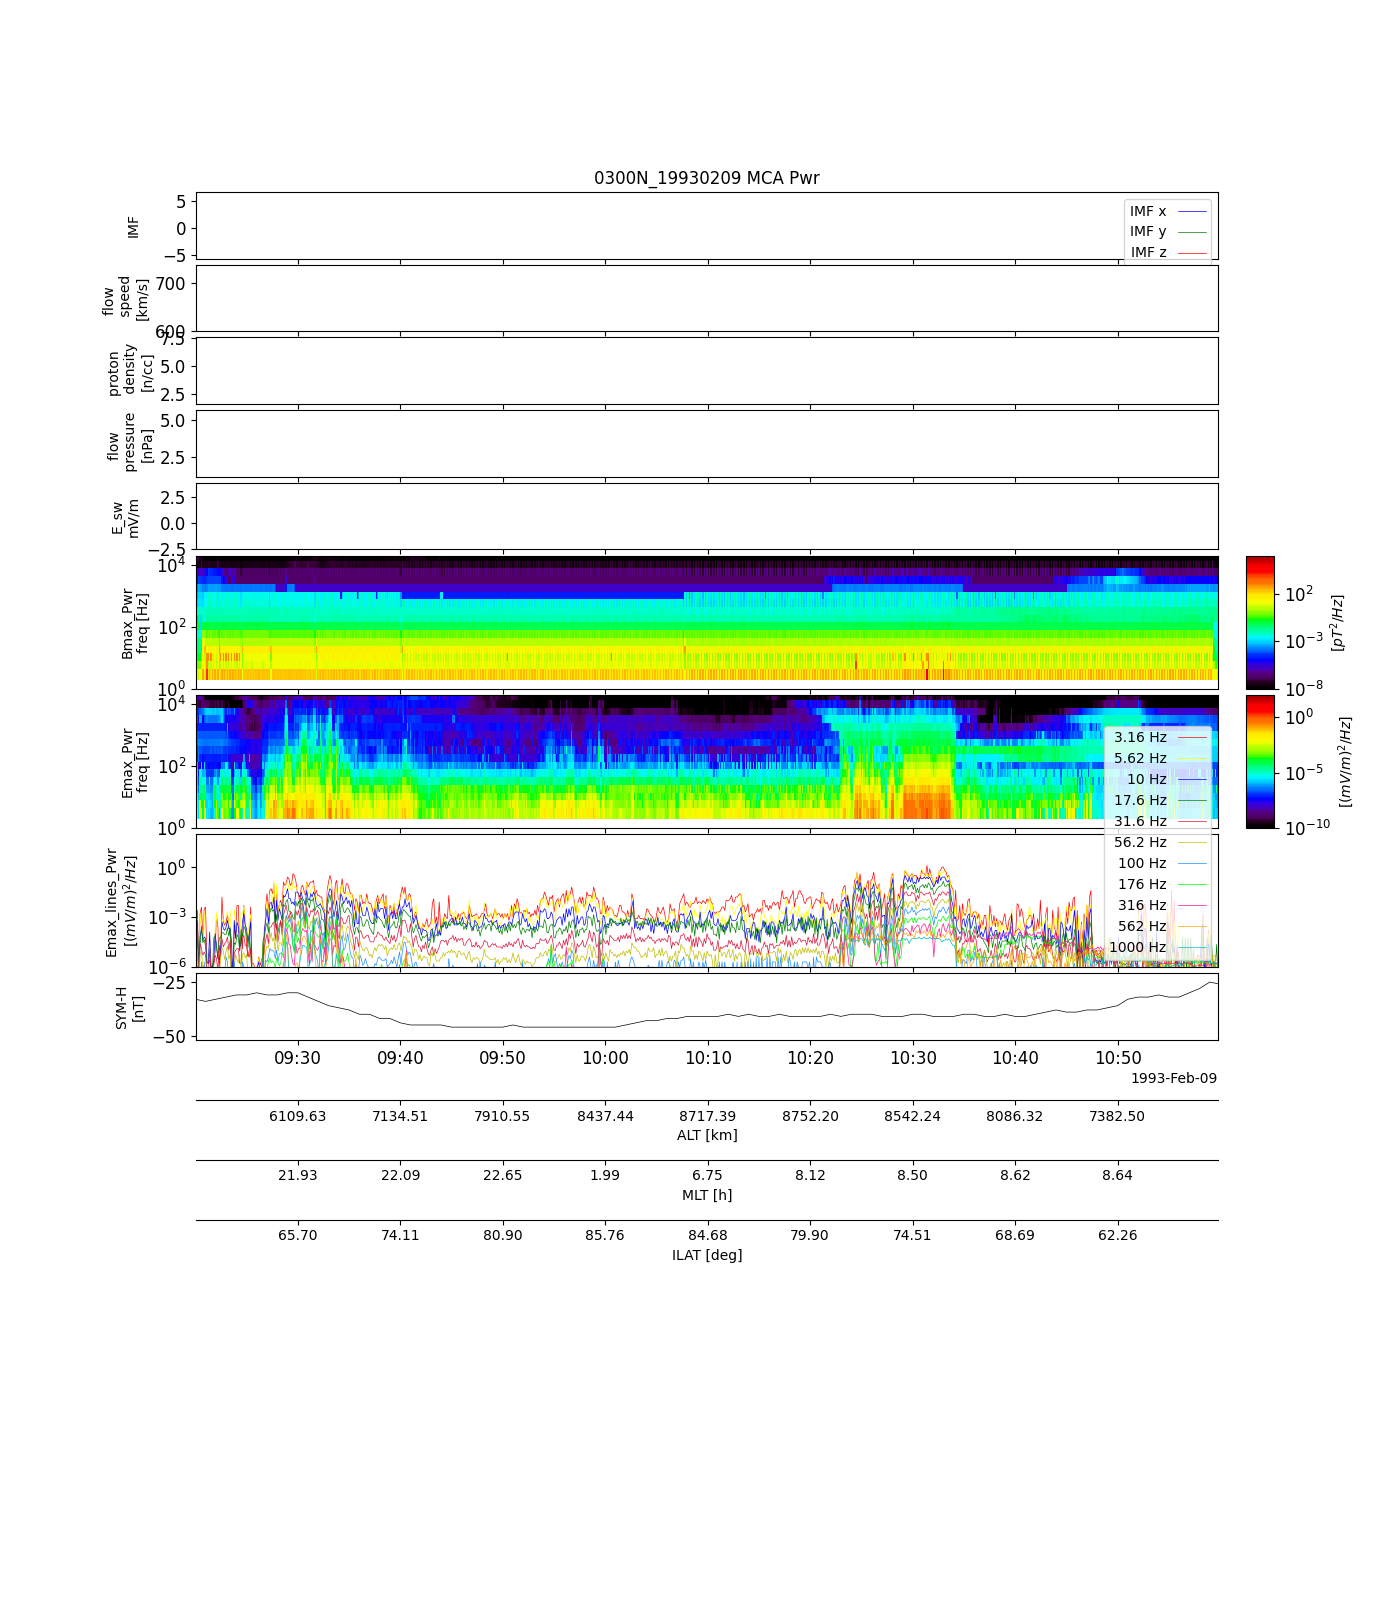 0300N_19930209 MCA Pwr
5
0
−5
IMF
IMF x
IMF y
IMF z
700
600
flow
speed
[km/s]
7.5
5.0
2.5
proton
density
[n/cc]
5.0
2.5
flow
pressure
[nPa]
2.5
0.0
−2.5
E_sw
mV/m
10^4
10^2
10^0
Bmax_Pwr
freq [Hz]
10^2
10^−3
10^−8
[pT^2/Hz]
10^4
10^2
10^0
Emax_Pwr
freq [Hz]
10^0
10^−5
10^−10
[(mV/m)^2/Hz]
3.16 Hz
5.62 Hz
10 Hz
17.6 Hz
31.6 Hz
56.2 Hz
100 Hz
176 Hz
316 Hz
562 Hz
1000 Hz
10^0
10^−3
10^−6
Emax_lines_Pwr
[(mV/m)^2/Hz]
−25
−50
SYM-H
[nT]
09:30 09:40 09:50 10:00 10:10 10:20 10:30 10:40 10:50
1993-Feb-09
6109.63 7134.51 7910.55 8437.44 8717.39 8752.20 8542.24 8086.32 7382.50
ALT [km]
21.93 22.09 22.65 1.99 6.75 8.12 8.50 8.62 8.64
MLT [h]
65.70 74.11 80.90 85.76 84.68 79.90 74.51 68.69 62.26
ILAT [deg]